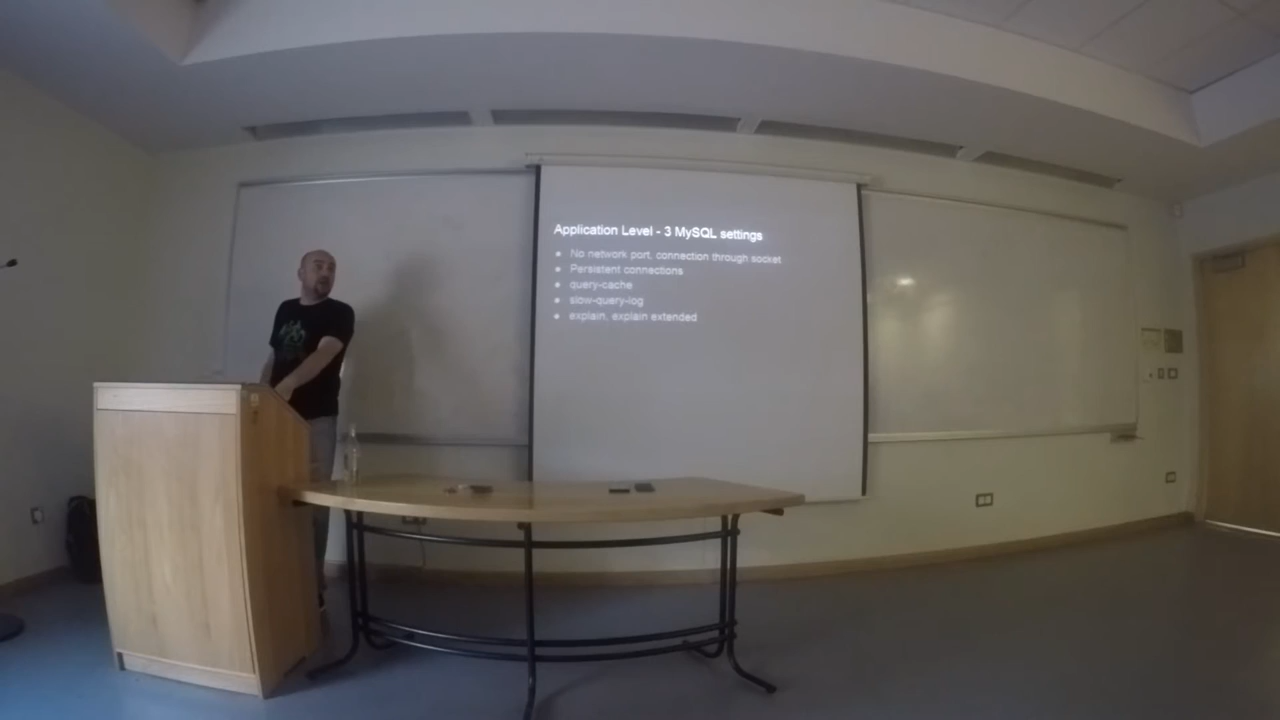 Application Level - 3 MySQL settings
No network port, connection through socket
Persistent connections
query-cache
slow-query-log
explain, explain extended